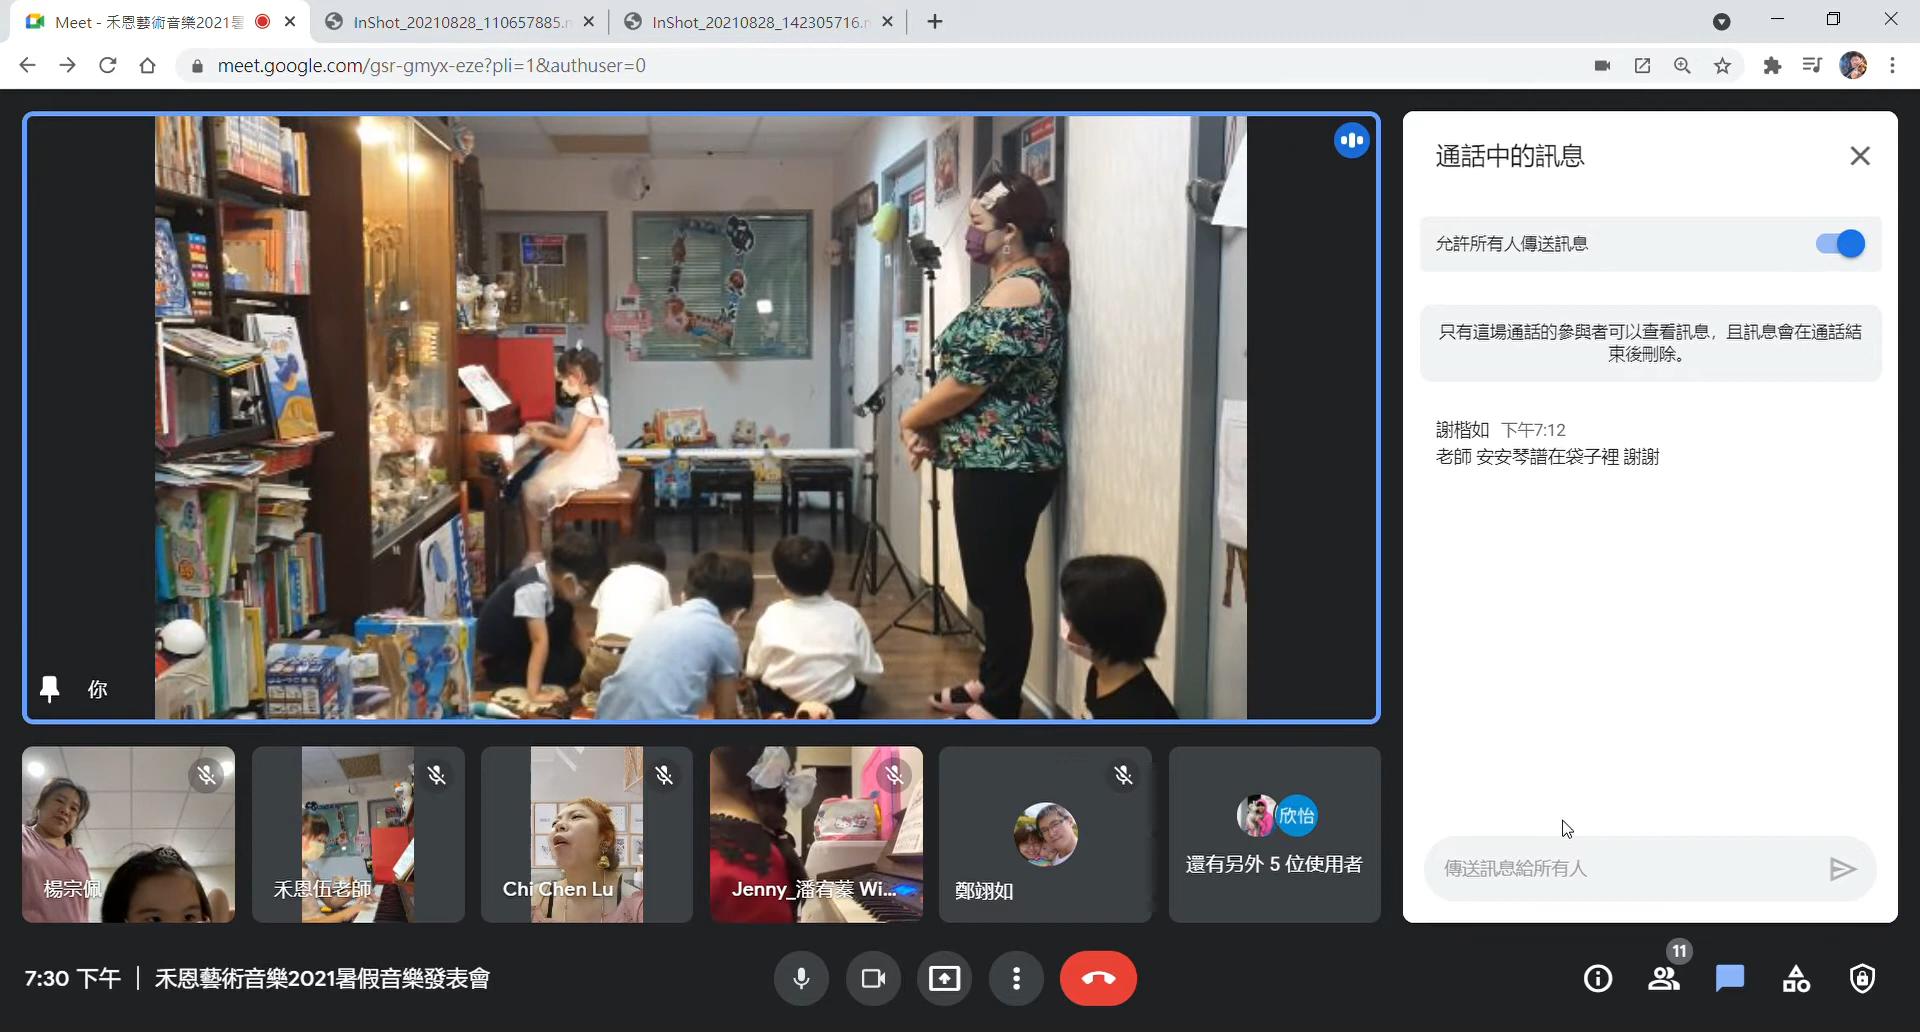 Meet - 禾恩藝術音樂2021暑
InShot_20210828_110657885.m
InShot_20210828_142305716.m
meet.google.com/gsr-gmyx-eze?pli=1&authuser=0
你
通話中的訊息
允許所有人傳送訊息
只有這場通話的參與者可以查看訊息，且訊息會在通話結
束後刪除。
謝楷如 下午7:12
老師 安安琴譜在袋子裡 謝謝
楊宗佩
禾恩伍老師
Chi Chen Lu
Jenny_潘宥蓁 Wi...
鄭翊如
欣怡
還有另外 5 位使用者
傳送訊息給所有人
7:30 下午 | 禾恩藝術音樂2021暑假音樂發表會
11